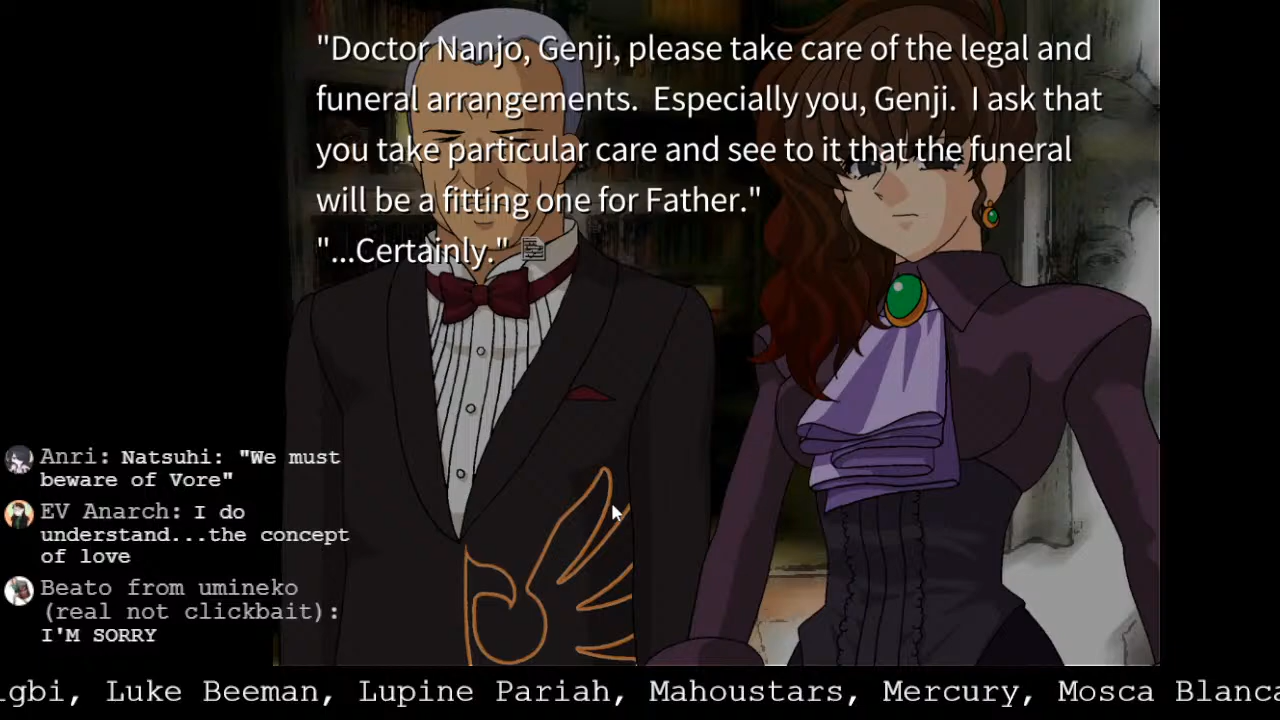 "Doctor Nanjo, Genji, please take care of the legal and
funeral arrangements.  Especially you, Genji.  I ask that
you take particular care and see to it that the funeral
will be a fitting one for Father."
"...Certainly."
Anri: Natsuhi: "We must
beware of Vore"
EV Anarch: I do
understand...the concept
of love
Beato from umineko
(real not clickbait):
I'M SORRY
igbi, Luke Beeman, Lupine Pariah, Mahoustars, Mercury, Mosca Blanca